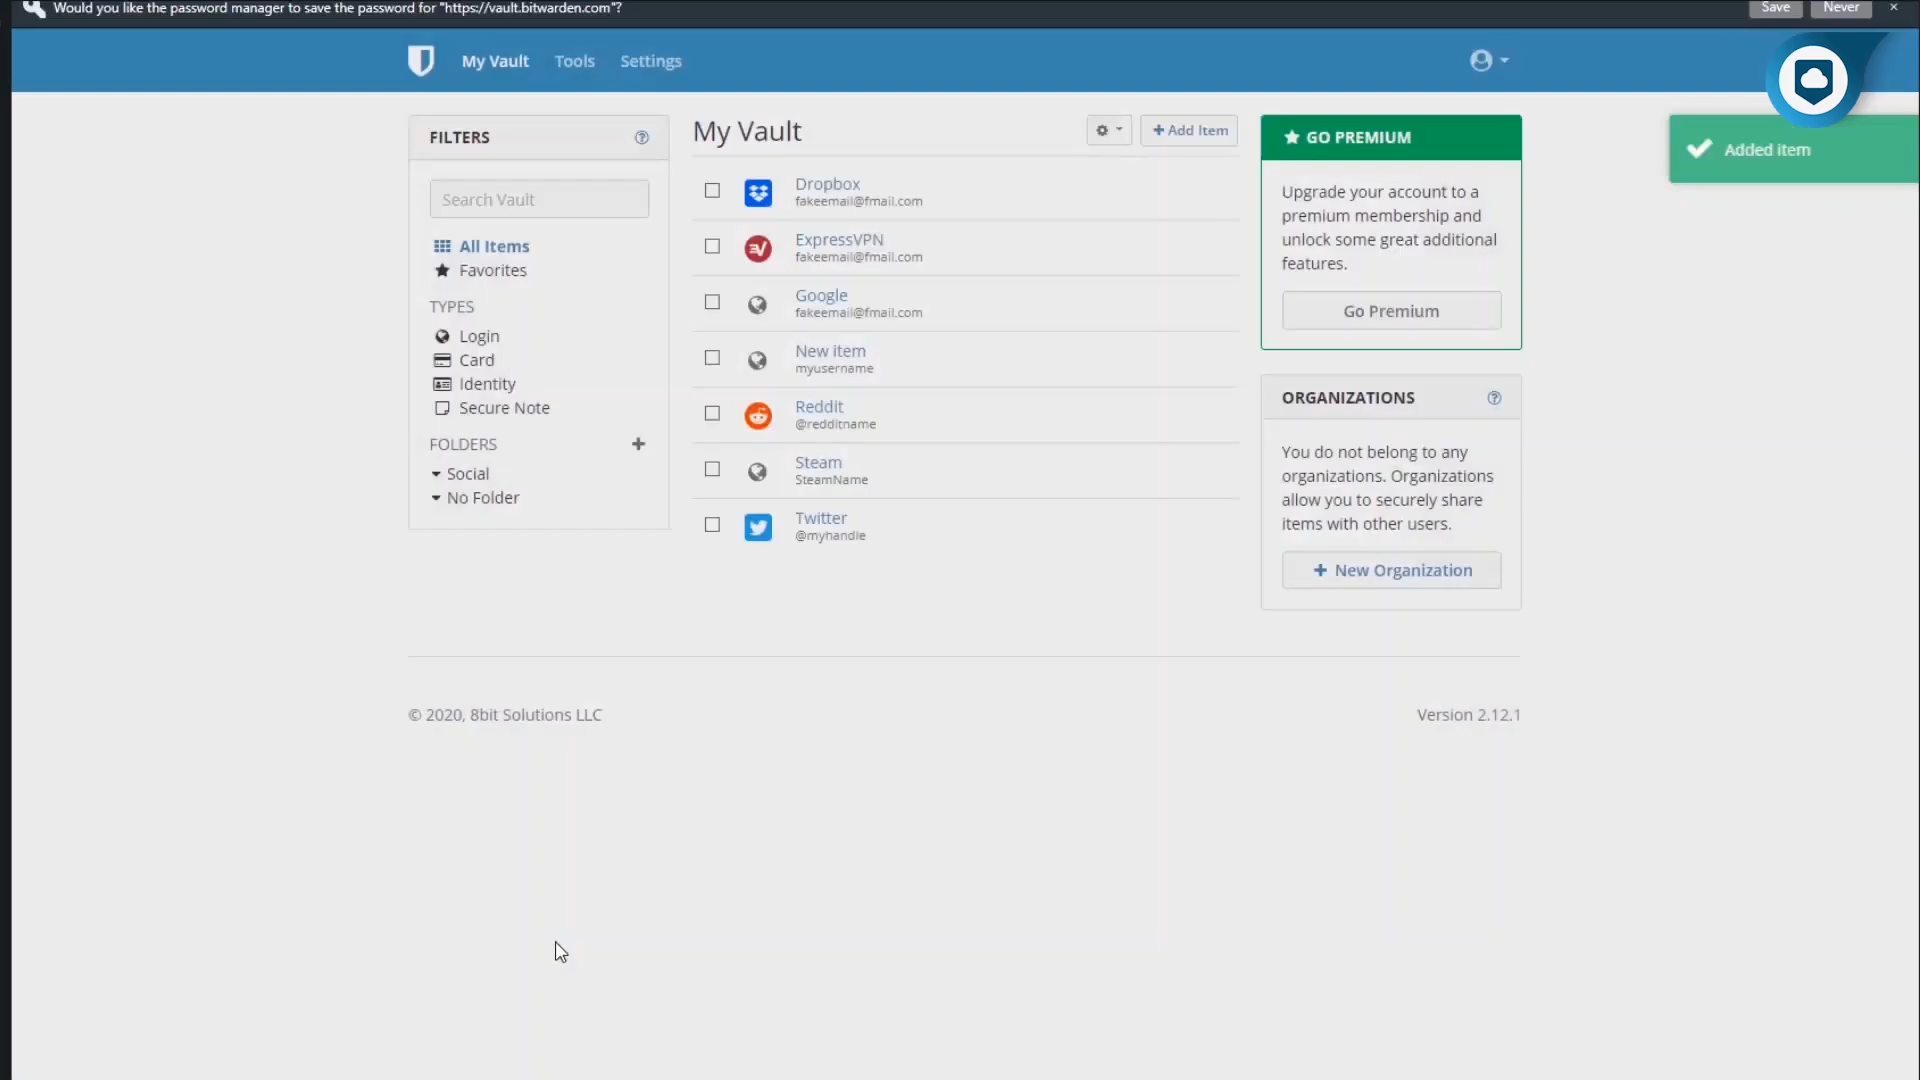 Would you like the password manager to save the password for "https://vault.bitwarden.com"?
Save
Never
×
My Vault
Tools
Settings
Added item
FILTERS
Search Vault
All Items
Favorites
TYPES
Login
Card
Identity
Secure Note
FOLDERS
Social
No Folder
My Vault
Add Item
Dropbox
fakeemail@fmail.com
ExpressVPN
fakeemail@fmail.com
Google
fakeemail@fmail.com
New item
myusername
Reddit
@redditname
Steam
SteamName
Twitter
@myhandle
GO PREMIUM
Upgrade your account to a
premium membership and
unlock some great additional
features.
Go Premium
ORGANIZATIONS
You do not belong to any
organizations. Organizations
allow you to securely share
items with other users.
New Organization
© 2020, 8bit Solutions LLC
Version 2.12.1